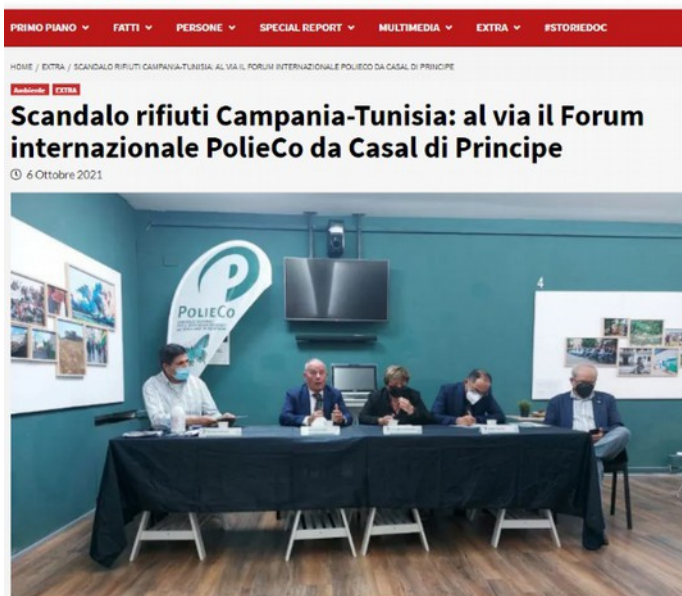 PRIMO PIANO FATTI PERSONE SPECIAL REPORT MULTIMEDIA EXTRA #STORIEDOC
HOME / EXTRA / SCANDALO RIFIUTI CAMPANIA-TUNISIA: AL VIA IL FORUM INTERNAZIONALE POLIECO DA CASAL DI PRINCIPE
Ambiente EXTRA
Scandalo rifiuti Campania-Tunisia: al via il Forum
internazionale PolieCo da Casal di Principe
6 Ottobre 2021
POLIECO
4